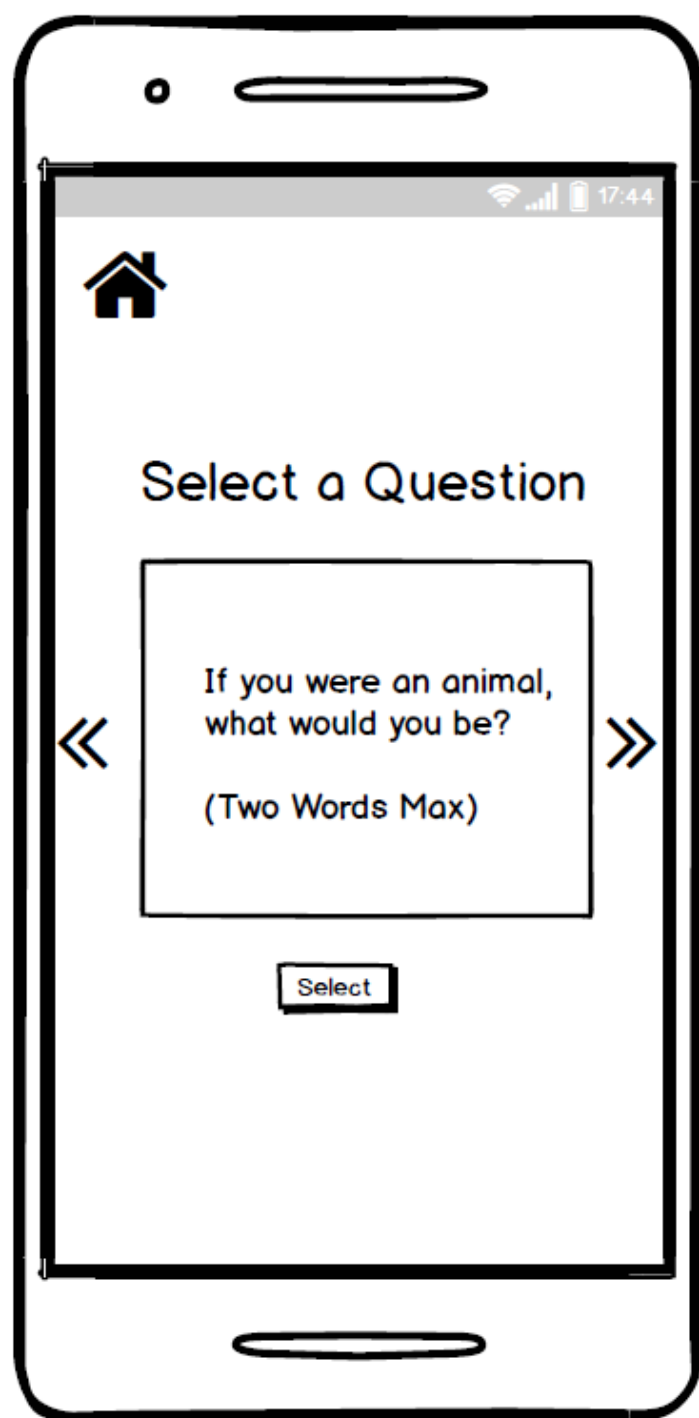 17:44
Select a Question
If you were an animal,
what would you be?
(Two Words Max)
Select